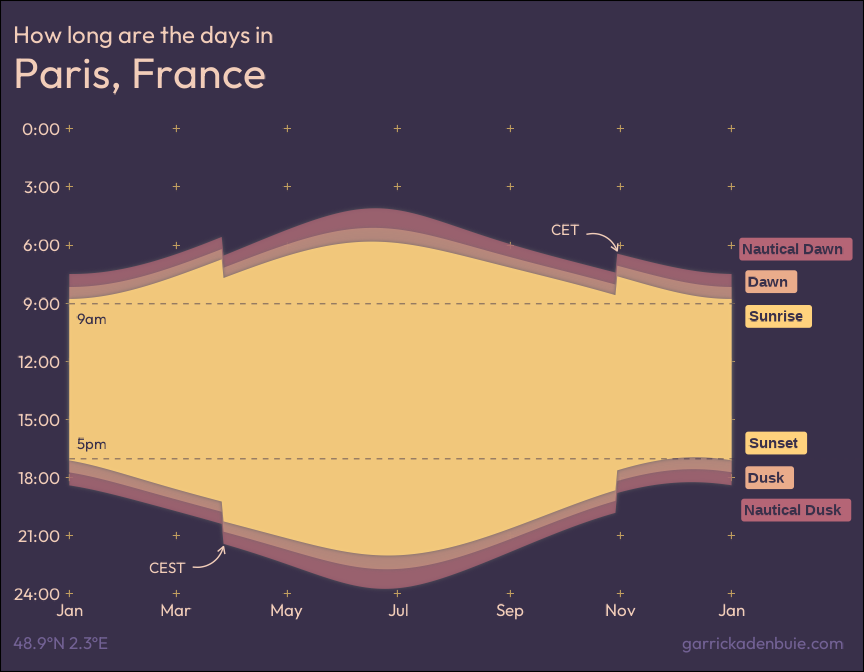 How long are the days in
Paris, France
0:00
3:00
CET
6:00
Nautical Dawn
Dawn
9:00
9am
Sunrise
12:00
15:00
5pm
Sunset
18:00
Dusk
Nautical Dusk
21:00
CEST
24:00
Jan Mar May Jul Sep Nov Jan
48.9°N 2.3°E
garrickadenbuie.com